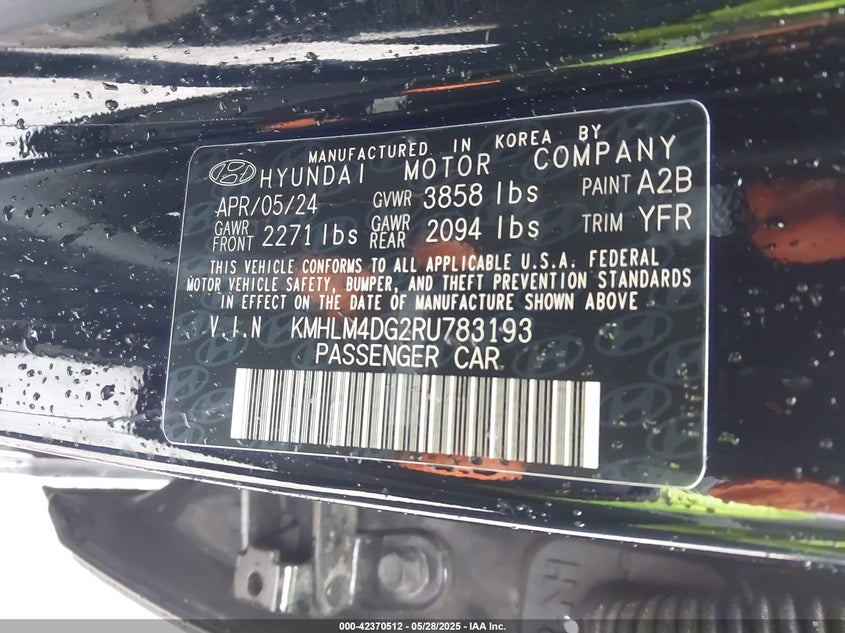 MANUFACTURED IN KOREA BY
HYUNDAI MOTOR COMPANY
APR/05/24 GVWR 3858 lbs PAINT A2B
GAWR FRONT 2271 lbs GAWR REAR 2094 lbs TRIM YFR
THIS VEHICLE CONFORMS TO ALL APPLICABLE U.S.A. FEDERAL
MOTOR VEHICLE SAFETY, BUMPER, AND THEFT PREVENTION STANDARDS
IN EFFECT ON THE DATE OF MANUFACTURE SHOWN ABOVE
V.I.N KMHLM4DG2RU783193
PASSENGER CAR
000-42370512 - 05/28/2025 - IAA Inc.